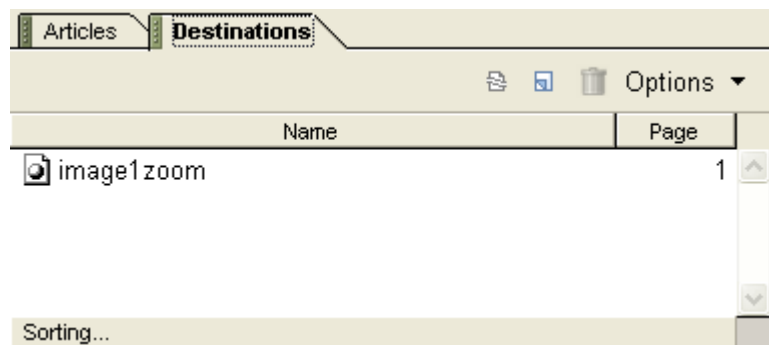 Articles Destinations
Options
Name Page
image1zoom 1
Sorting...